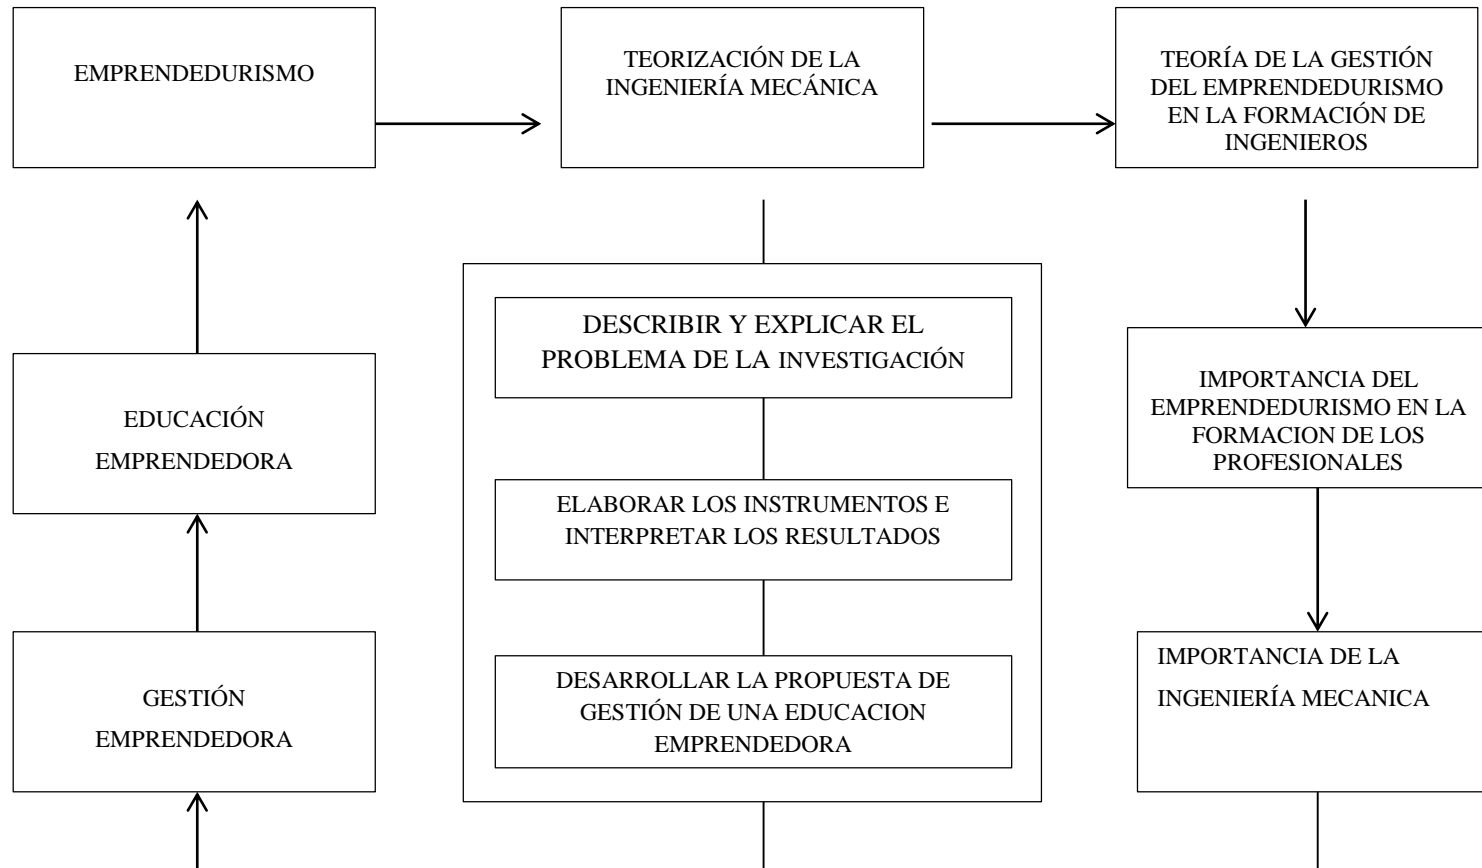 EMPRENDEDURISMO
TEORIZACIÓN DE LA
INGENIERÍA MECÁNICA
TEORÍA DE LA GESTIÓN
DEL EMPRENDEDURISMO
EN LA FORMACIÓN DE
INGENIEROS
DESCRIBIR Y EXPLICAR EL
PROBLEMA DE LA INVESTIGACIÓN
EDUCACIÓN
EMPRENDEDORA
IMPORTANCIA DEL
EMPRENDEDURISMO EN LA
FORMACION DE LOS
PROFESIONALES
ELABORAR LOS INSTRUMENTOS E
INTERPRETAR LOS RESULTADOS
GESTIÓN
EMPRENDEDORA
DESARROLLAR LA PROPUESTA DE
GESTIÓN DE UNA EDUCACION
EMPRENDEDORA
IMPORTANCIA DE LA
INGENIERÍA MECANICA